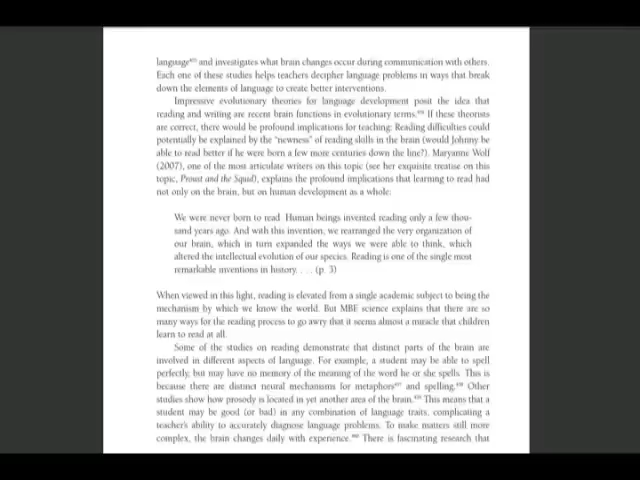 language and investigates what brain changes occur during communication with others.
Each one of these studies helps teachers decipher language problems in ways that break
down the elements of language to create better interventions.
Impressive evolutionary theories for language development posit the idea that
reading and writing are recent brain functions in evolutionary terms. If these theorists
are correct, there would be profound implications for teaching: Reading difficulties could
potentially be explained by the "newness" of reading skills in the brain (would Johnny be
able to read better if he were born a few more centuries down the line?). Maryanne Wolf
(2007), one of the most articulate writers on this topic (see her exquisite treatise on this
topic, Proust and the Squid), explains the profound implications that learning to read had
not only on the brain, but on human development as a whole:
We were never born to read. Human beings invented reading only a few thou-
sand years ago. And with this invention, we rearranged the very organization of
our brain, which in turn expanded the ways we were able to think, which
altered the intellectual evolution of our species. Reading is one of the single most
remarkable inventions in history. . . . (p. 3)
When viewed in this light, reading is elevated from a single academic subject to being the
mechanism by which we know the world. But MBE science explains that there are so
many ways for the reading process to go awry that it seems almost a miracle that children
learn to read at all.
Some of the studies on reading demonstrate that distinct parts of the brain are
involved in different aspects of language. For example, a student may be able to spell
perfectly, but may have no memory of the meaning of the word he or she spells. This is
because there are distinct neural mechanisms for metaphors and spelling. Other
studies show how prosody is located in yet another area of the brain. This means that a
student may be good (or bad) in any combination of language traits, complicating a
teacher's ability to accurately diagnose language problems. To make matters still more
complex, the brain changes daily with experience. There is fascinating research that